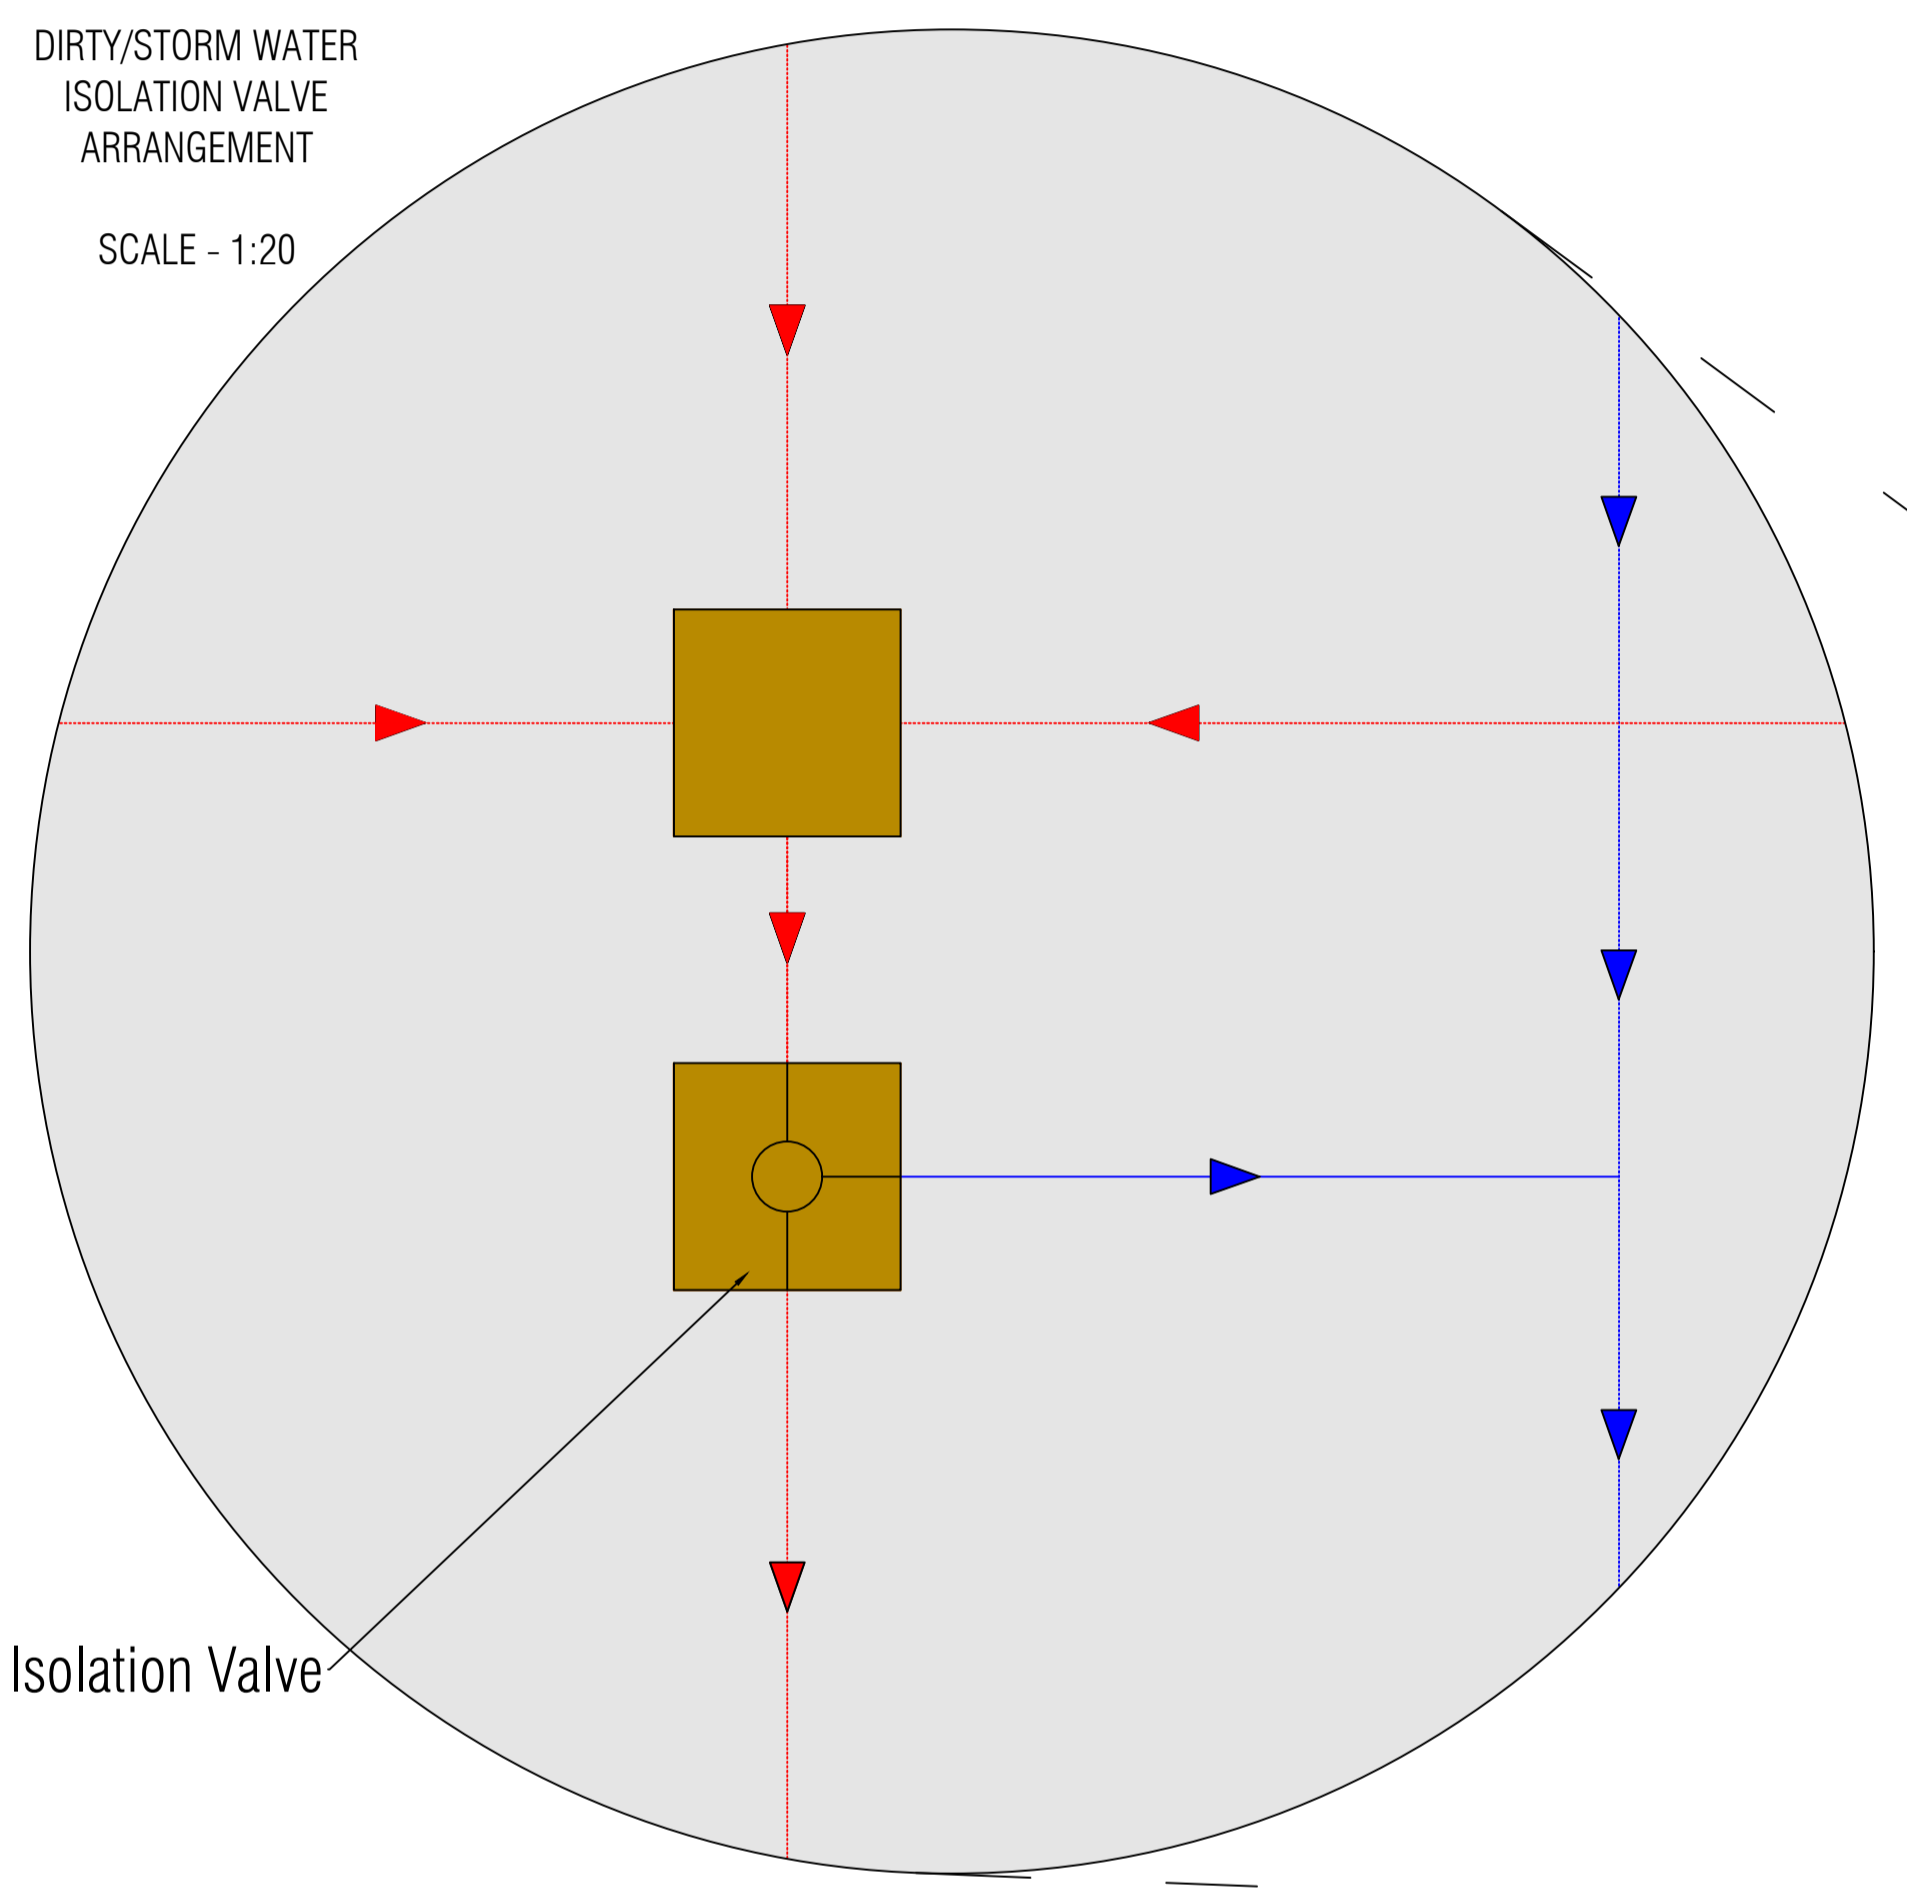 DIRTY/STORM WATER
ISOLATION VALVE
ARRANGEMENT
SCALE - 1:20
Isolation Valve